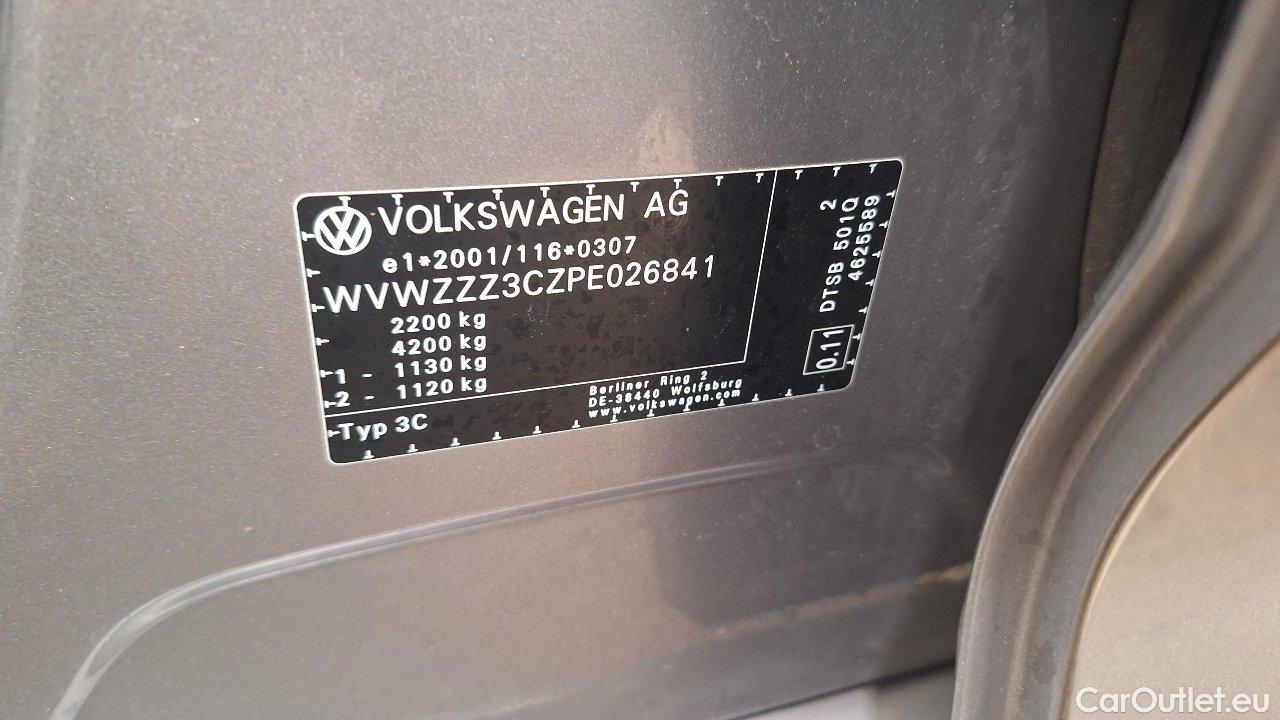 VOLKSWAGEN AG
e1*2001/116*0307
WVWZZZ3CZPE026841
2200 kg
4200 kg
1 - 1130 kg
2 - 1120 kg
Typ 3C
Berliner Ring 2
DE-38440 Wolfsburg
www.volkswagen.com
0.11
DTSB 501Q 2
4625589
CarOutlet.eu